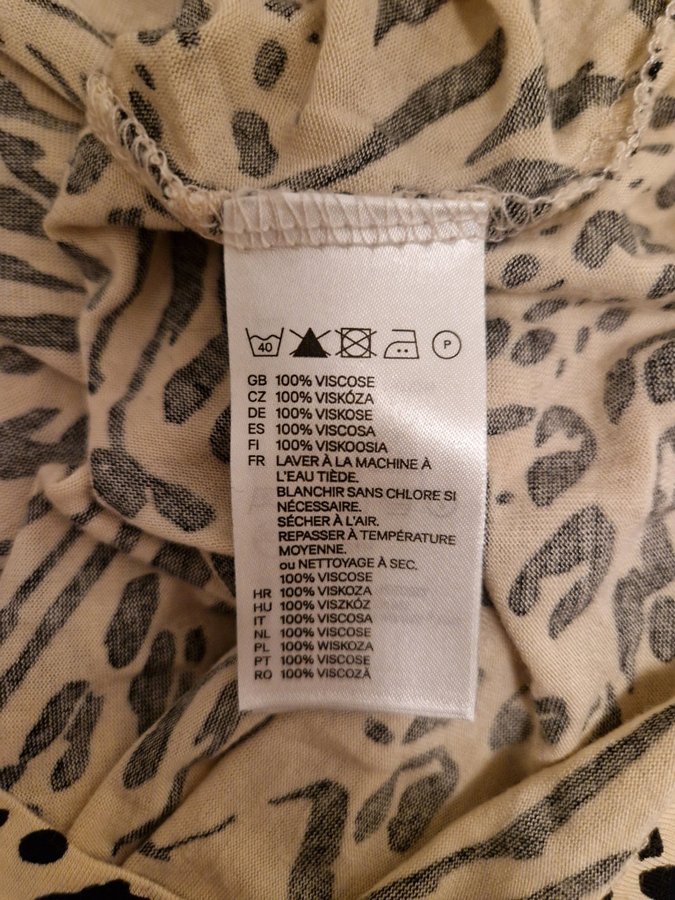 40 P
GB 100% VISCOSE
CZ 100% VISKÓZA
DE 100% VISKOSE
ES 100% VISCOSA
FI 100% VISKOOSIA
FR LAVER À LA MACHINE À
L'EAU TIÈDE.
BLANCHIR SANS CHLORE SI
NÉCESSAIRE.
SÉCHER À L'AIR.
REPASSER À TEMPÉRATURE
MOYENNE.
ou NETTOYAGE À SEC.
100% VISCOSE
HR 100% VISKOZA
HU 100% VISZKÓZ
IT 100% VISCOSA
NL 100% VISCOSE
PL 100% WISKOZA
PT 100% VISCOSE
RO 100% VISCOZĂ